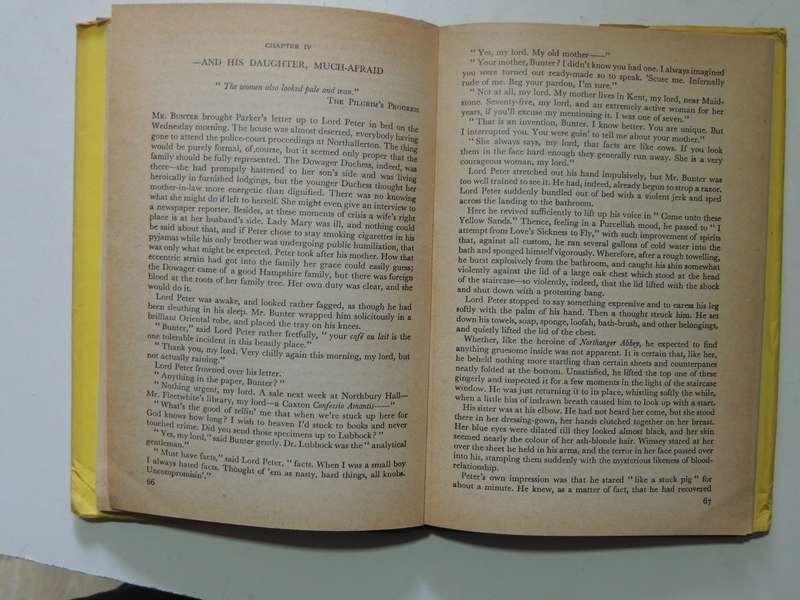 CHAPTER IV
—AND HIS DAUGHTER, MUCH-AFRAID
" The women also looked pale and wan."
THE PILGRIM'S PROGRESS
MR. BUNTER brought Parker's letter up to Lord Peter in bed on the
Wednesday morning. The house was almost deserted, everybody having
gone to attend the police-court proceedings at Northallerton. The thing
would be purely formal, of course, but it seemed only proper that the
family should be fully represented. The Dowager Duchess, indeed, was
there—she had promptly hastened to her son's side and was living
heroically in furnished lodgings, but the younger Duchess thought her
mother-in-law more energetic than dignified. There was no knowing
what she might do if left to herself. She might even give an interview to
a newspaper reporter. Besides, at these moments of crisis a wife's right
place is at her husband's side. Lady Mary was ill, and nothing could
be said about that, and if Peter chose to stay smoking cigarettes in his
pyjamas while his only brother was undergoing public humiliation, that
was only what might be expected. Peter took after his mother. How that
eccentric strain had got into the family her grace could easily guess;
the Dowager came of a good Hampshire family, but there was foreign
blood at the roots of her family tree. Her own duty was clear, and she
would do it.
Lord Peter was awake, and looked rather fagged, as though he had
been sleuthing in his sleep. Mr. Bunter wrapped him solicitously in a
brilliant Oriental robe, and placed the tray on his knees.
" Bunter," said Lord Peter rather fretfully, " your café au lait is the
one tolerable incident in this beastly place."
" Thank you, my lord. Very chilly again this morning, my lord, but
not actually raining."
Lord Peter frowned over his letter.
" Anything in the paper, Bunter? "
" Nothing urgent, my lord. A sale next week at Northbury Hall—
Mr. Fleetwhite's library, my lord—a Caxton Confessio Amantis——"
" What's the good of tellin' me that when we're stuck up here for
God knows how long? I wish to heaven I'd stuck to books and never
touched crime. Did you send those specimens up to Lubbock? "
" Yes, my lord," said Bunter gently. Dr. Lubbock was the " analytical
gentleman."
" Must have facts," said Lord Peter, " facts. When I was a small boy
I always hated facts. Thought of 'em as nasty, hard things, all knobs.
Uncompromisin'."
66
" Yes, my lord. My old mother——"
" Your mother, Bunter? I didn't know you had one. I always imagined
you were turned out ready-made so to speak. 'Scuse me. Infernally
rude of me. Beg your pardon, I'm sure."
" Not at all, my lord. My mother lives in Kent, my lord, near Maid-
stone. Seventy-five, my lord, and an extremely active woman for her
years, if you'll excuse my mentioning it. I was one of seven."
" That is an invention, Bunter. I know better. You are unique. But
I interrupted you. You were goin' to tell me about your mother."
" She always says, my lord, that facts are like cows. If you look
them in the face hard enough they generally run away. She is a very
courageous woman, my lord."
Lord Peter stretched out his hand impulsively, but Mr. Bunter was
too well trained to see it. He had, indeed, already begun to strop a razor.
Lord Peter suddenly bundled out of bed with a violent jerk and sped
across the landing to the bathroom.
Here he revived sufficiently to lift up his voice in " Come unto these
Yellow Sands." Thence, feeling in a Purcellish mood, he passed to " I
attempt from Love's Sickness to Fly," with such improvement of spirits
that, against all custom, he ran several gallons of cold water into the
bath and sponged himself vigorously. Wherefore, after a rough towelling,
he burst explosively from the bathroom, and caught his shin somewhat
violently against the lid of a large oak chest which stood at the head
of the staircase—so violently, indeed, that the lid lifted with the shock
and shut down with a protesting bang.
Lord Peter stopped to say something expressive and to caress his leg
softly with the palm of his hand. Then a thought struck him. He set
down his towels, soap, sponge, loofah, bath-brush, and other belongings,
and quietly lifted the lid of the chest.
Whether, like the heroine of Northanger Abbey, he expected to find
anything gruesome inside was not apparent. It is certain that, like her,
he beheld nothing more startling than certain sheets and counterpanes
neatly folded at the bottom. Unsatisfied, he lifted the top one of these
gingerly and inspected it for a few moments in the light of the staircase
window. He was just returning it to its place, whistling softly the while,
when a little hiss of indrawn breath caused him to look up with a start.
His sister was at his elbow. He had not heard her come, but she stood
there in her dressing-gown, her hands clutched together on her breast.
Her blue eyes were dilated till they looked almost black, and her skin
seemed nearly the colour of her ash-blonde hair. Wimsey stared at her
over the sheet he held in his arms, and the terror in her face passed over
into his, stamping them suddenly with the mysterious likeness of blood-
relationship.
Peter's own impression was that he stared " like a stuck pig " for
about a minute. He knew, as a matter of fact, that he had recovered
67